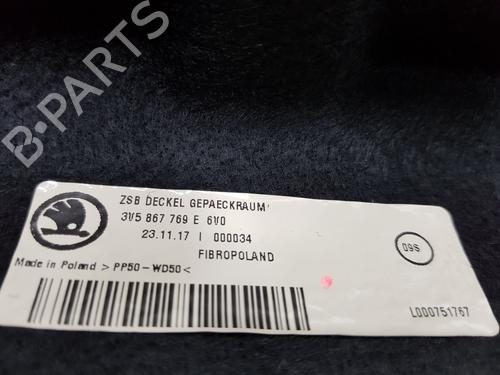 B-PARTS
ZSB DECKEL GEPAECKRAUM
3V5 867 769 E 6V0
23.11.17 | 000034
FIBROPOLAND
09S
Made in Poland > PP50-WD50<
L000751767